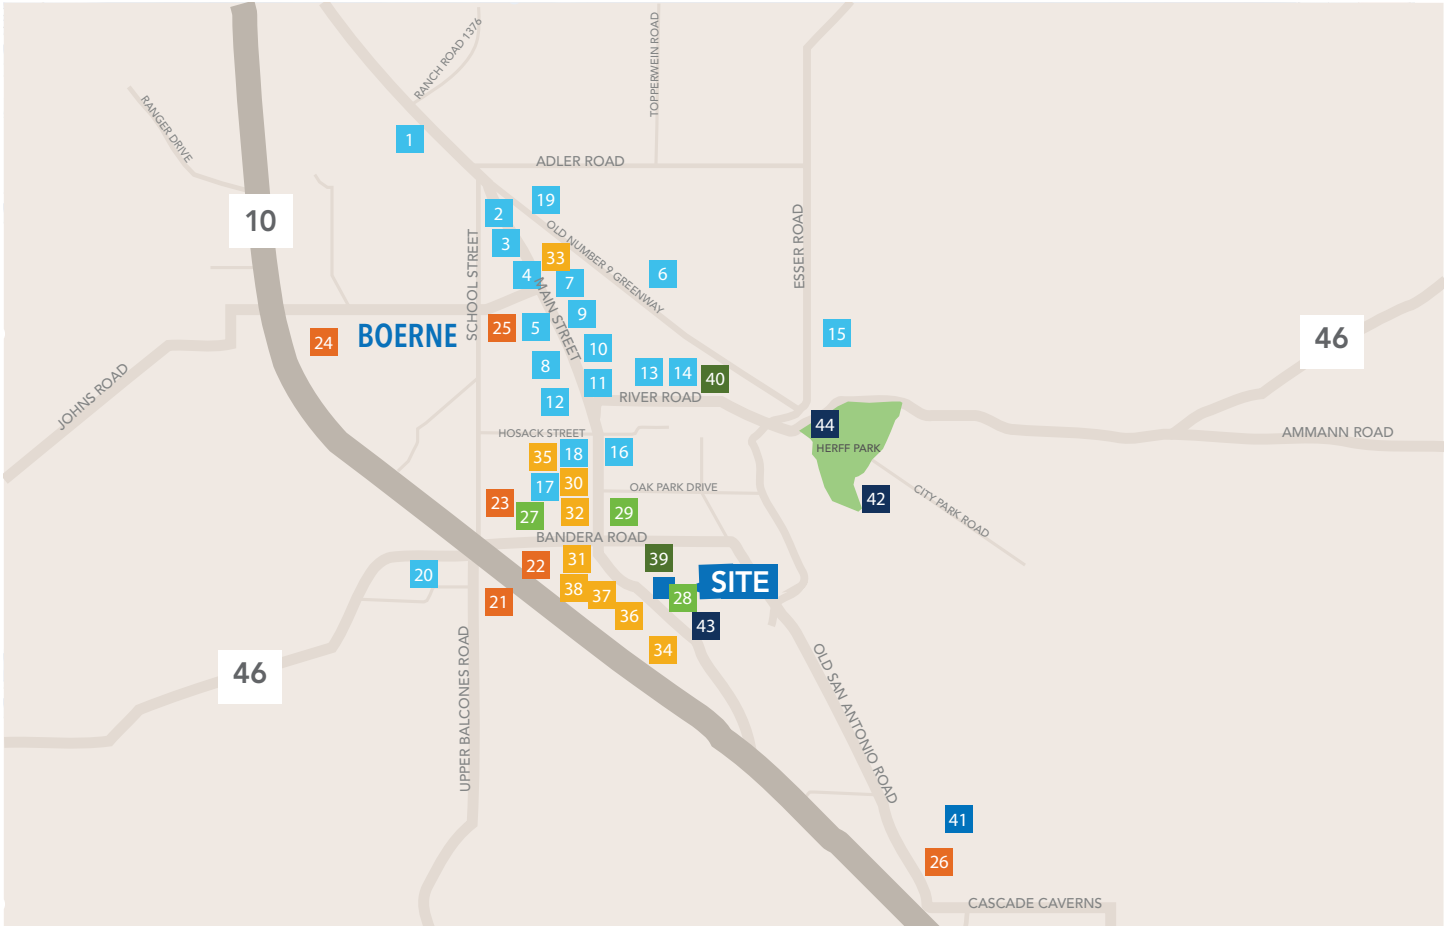 RANCH ROAD 1376
TOPPERWEIN ROAD
RANGER DRIVE
1
ADLER ROAD
19
2
10
3
OLD NUMBER 9 GREENWAY
33
ESSER ROAD
SCHOOL STREET
4
7
6
MAIN STREET
9
25
5
15
BOERNE
24
46
10
8
13
14
40
11
JOHNS ROAD
12
RIVER ROAD
44
HOSACK STREET
AMMANN ROAD
HERFF PARK
35
18
16
17
30
OAK PARK DRIVE
42
CITY PARK ROAD
23
27
32
29
BANDERA ROAD
39
31
22
20
SITE
38
37
28
21
36
43
34
46
UPPER BALCONES ROAD
OLD SAN ANTONIO ROAD
41
26
CASCADE CAVERNS